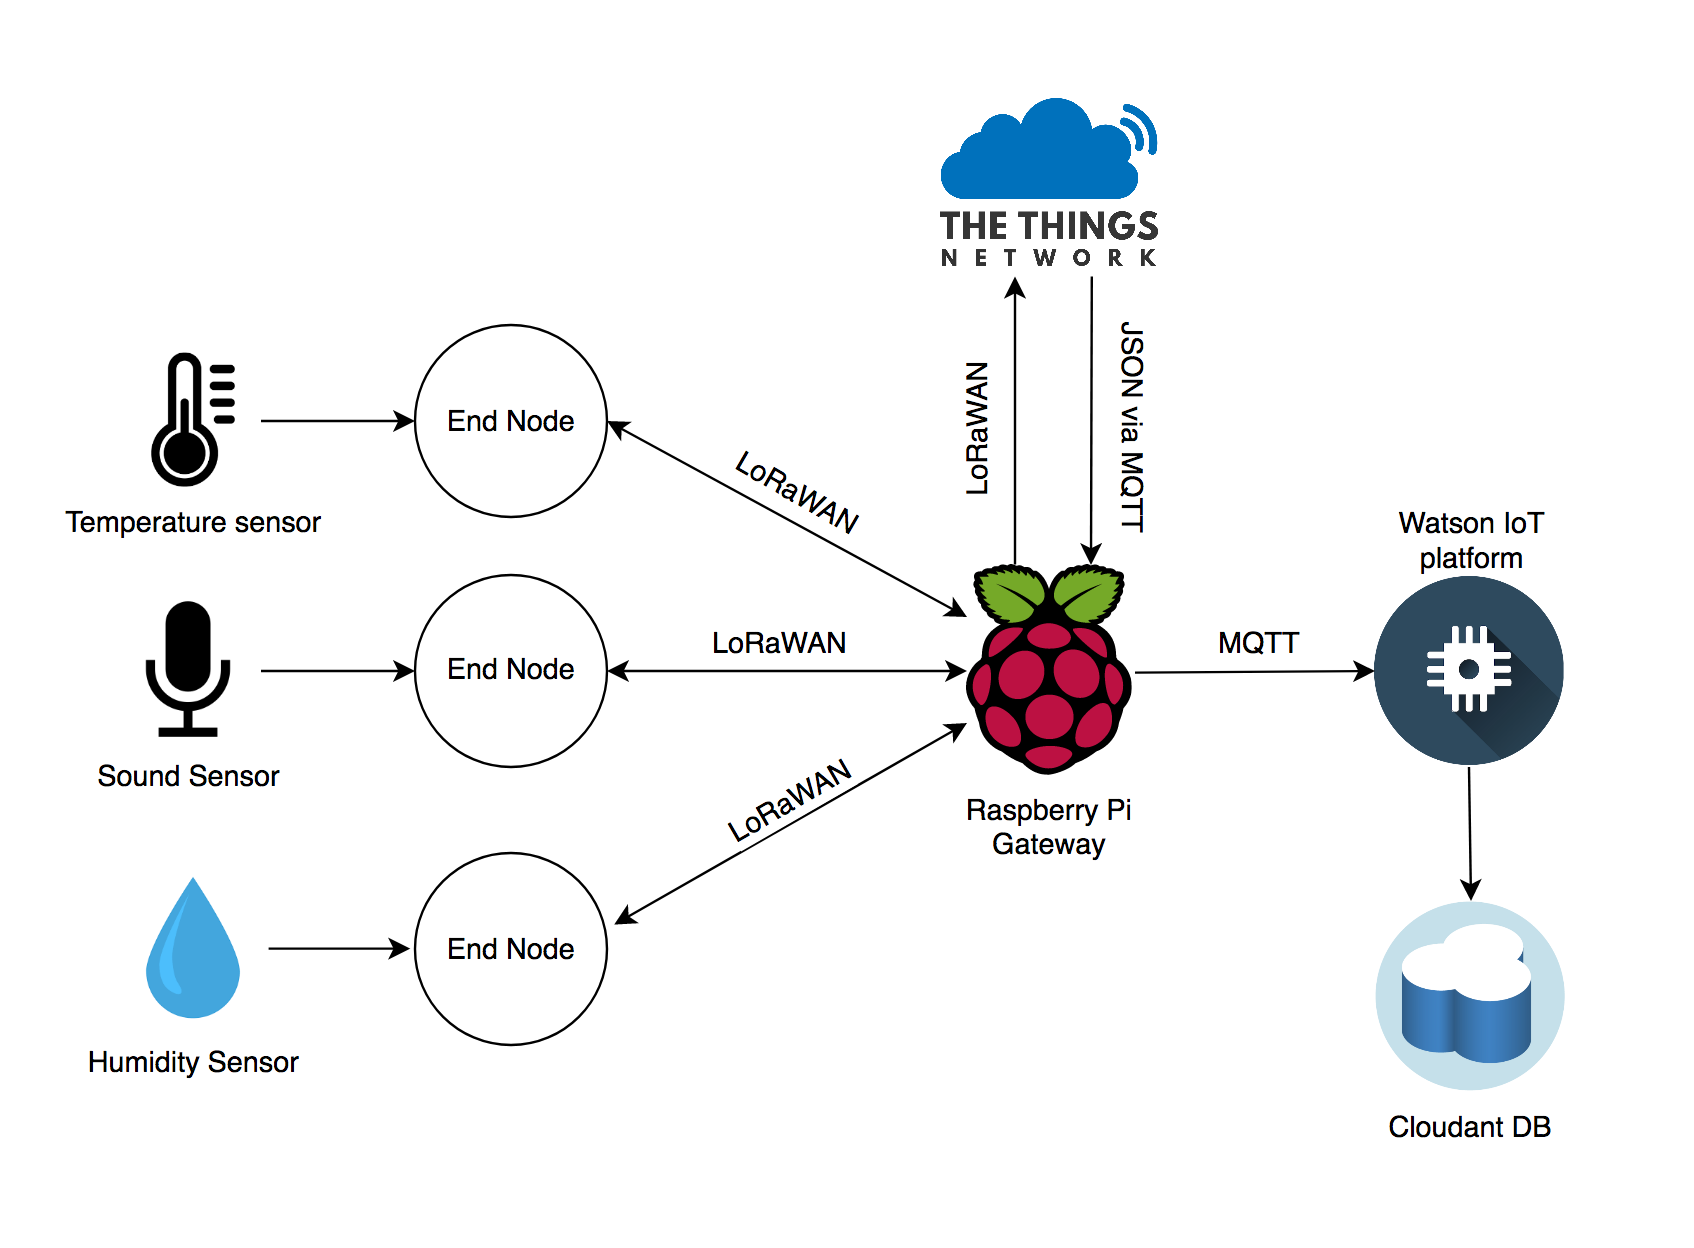 THE THINGS
NETWORK
LoRaWAN
JSON via MQTT
Temperature sensor
End Node
LoRaWAN
Sound Sensor
End Node
LoRaWAN
Humidity Sensor
End Node
LoRaWAN
Raspberry Pi
Gateway
MQTT
Watson IoT
platform
Cloudant DB